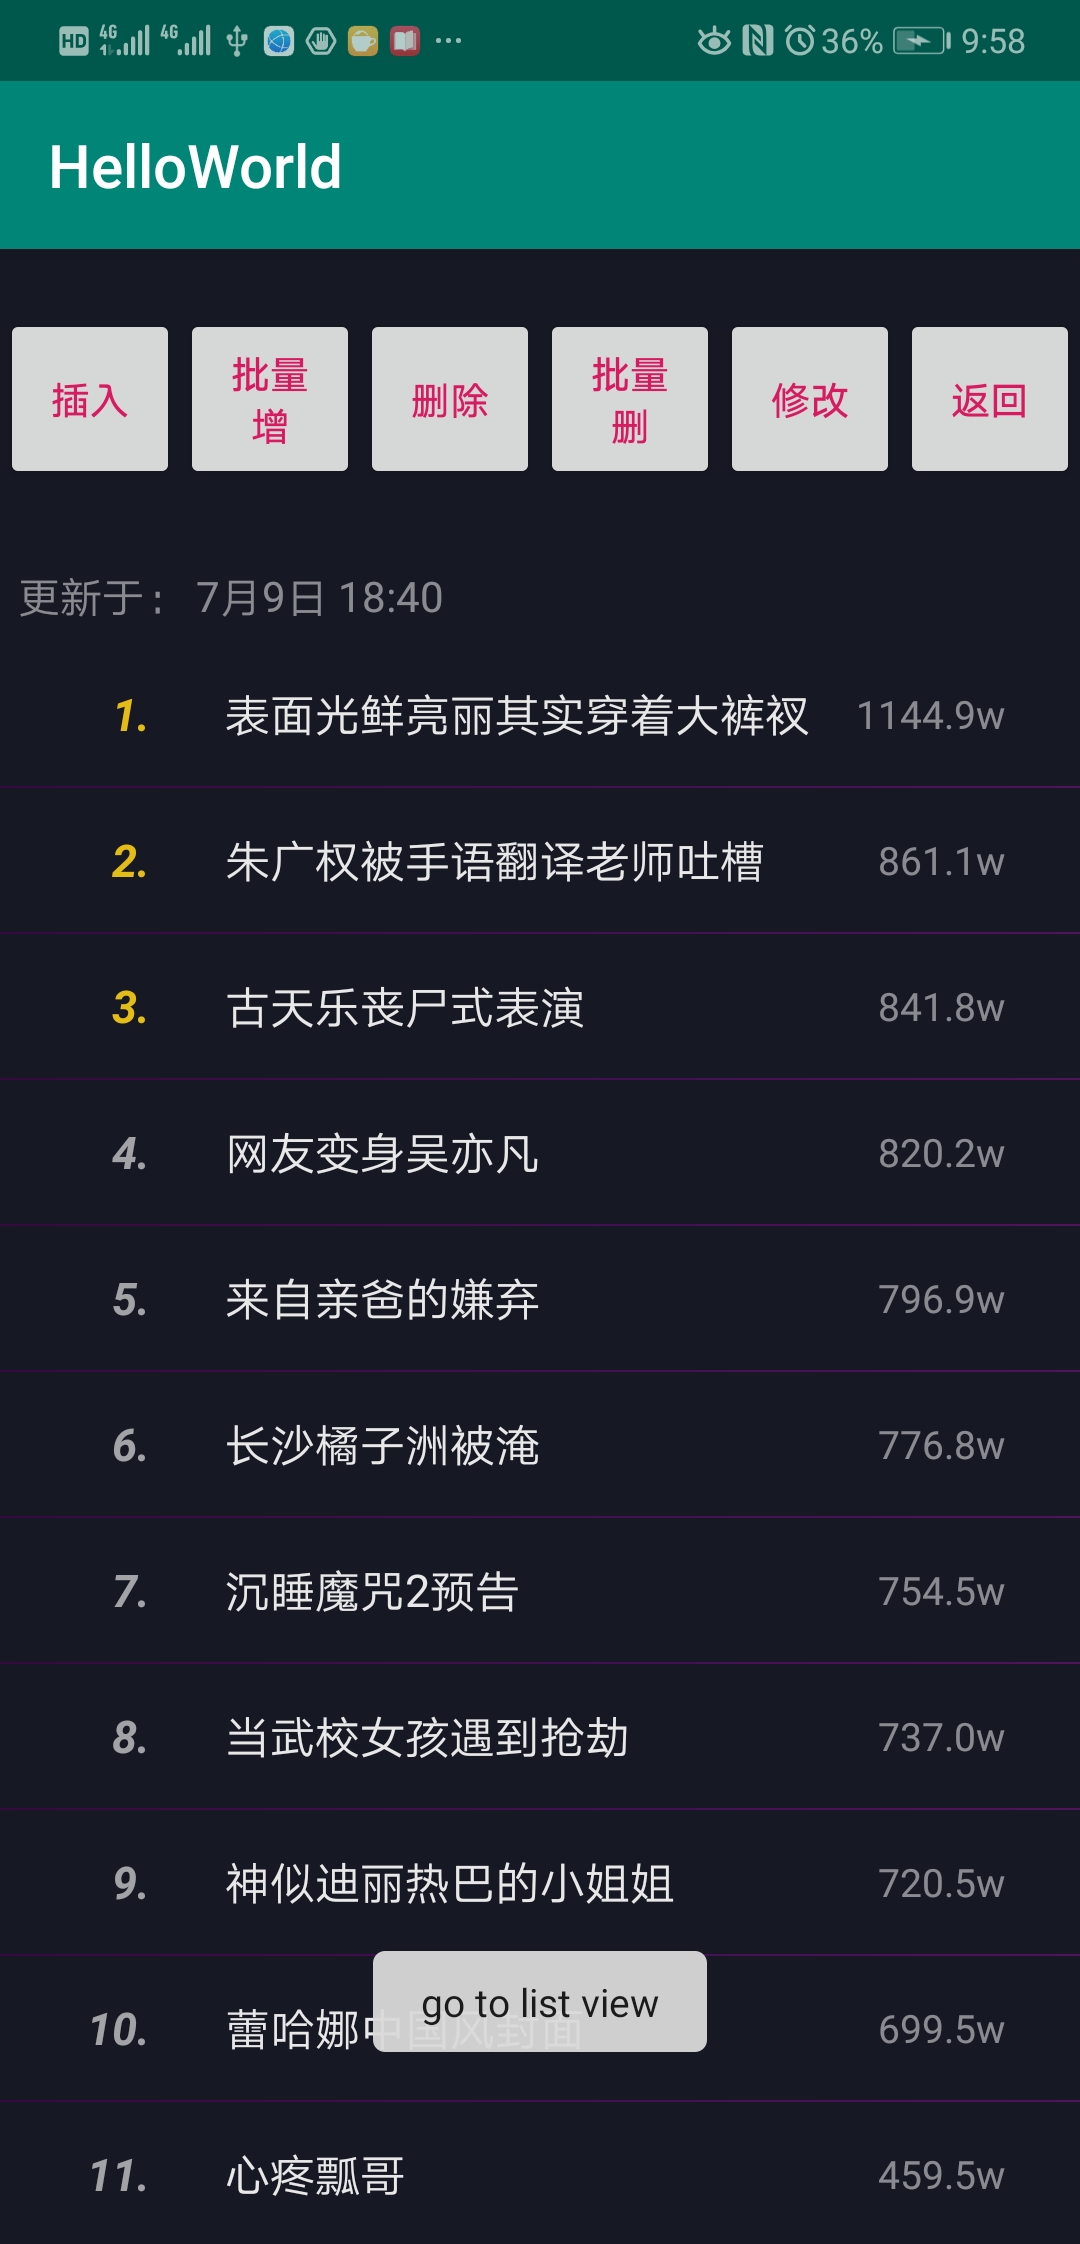 HD 4G 4G 36% 9:58
HelloWorld
插入
批量
增
删除
批量
删
修改
返回
更新于: 7月9日 18:40
1. 表面光鲜亮丽其实穿着大裤衩 1144.9w
2. 朱广权被手语翻译老师吐槽 861.1w
3. 古天乐丧尸式表演 841.8w
4. 网友变身吴亦凡 820.2w
5. 来自亲爸的嫌弃 796.9w
6. 长沙橘子洲被淹 776.8w
7. 沉睡魔咒2预告 754.5w
8. 当武校女孩遇到抢劫 737.0w
9. 神似迪丽热巴的小姐姐 720.5w
go to list view
10. 蕾哈娜中国风封面 699.5w
11. 心疼瓢哥 459.5w